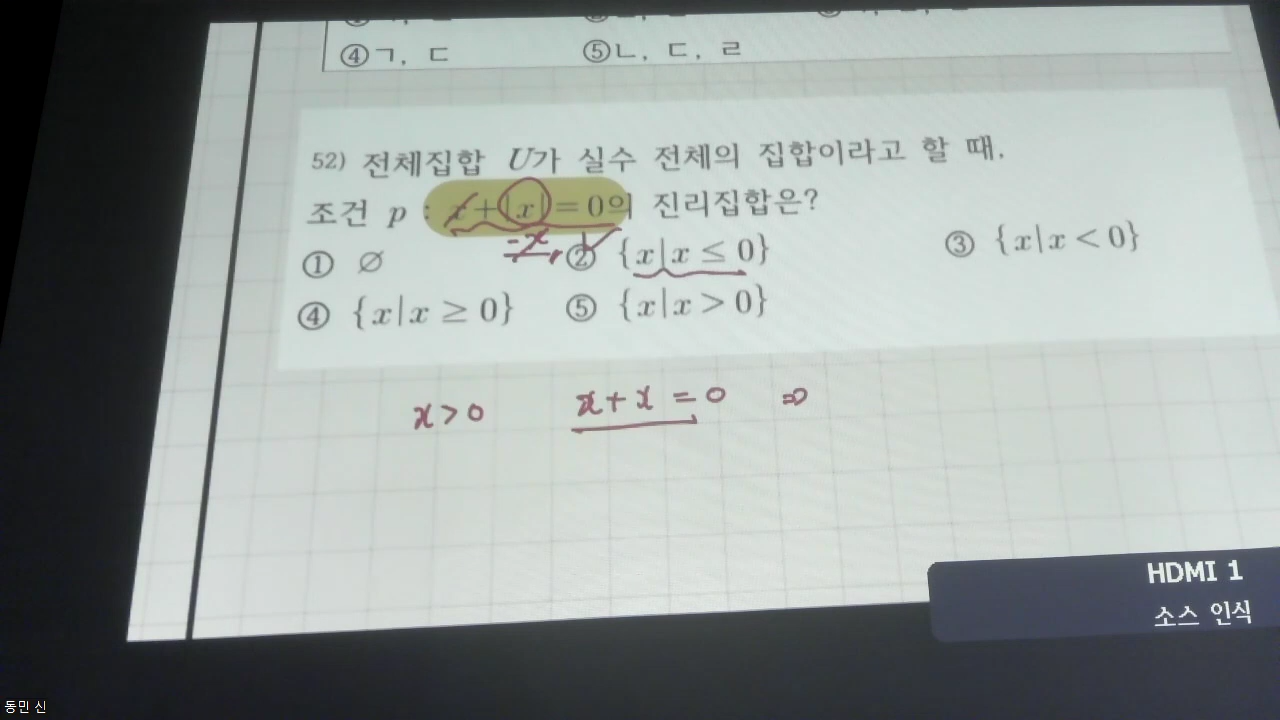 ④ㄱ, ㄷ ⑤ㄴ, ㄷ, ㄹ
52) 전체집합 U가 실수 전체의 집합이라고 할 때,
조건 p : x+|x|=0의 진리집합은?
-x,
① ∅ ② {x|x≤0} ③ {x|x<0}
④ {x|x≥0} ⑤ {x|x>0}
x>0 x+x=0 ⇒
HDMI 1
소스 인식
동민 신